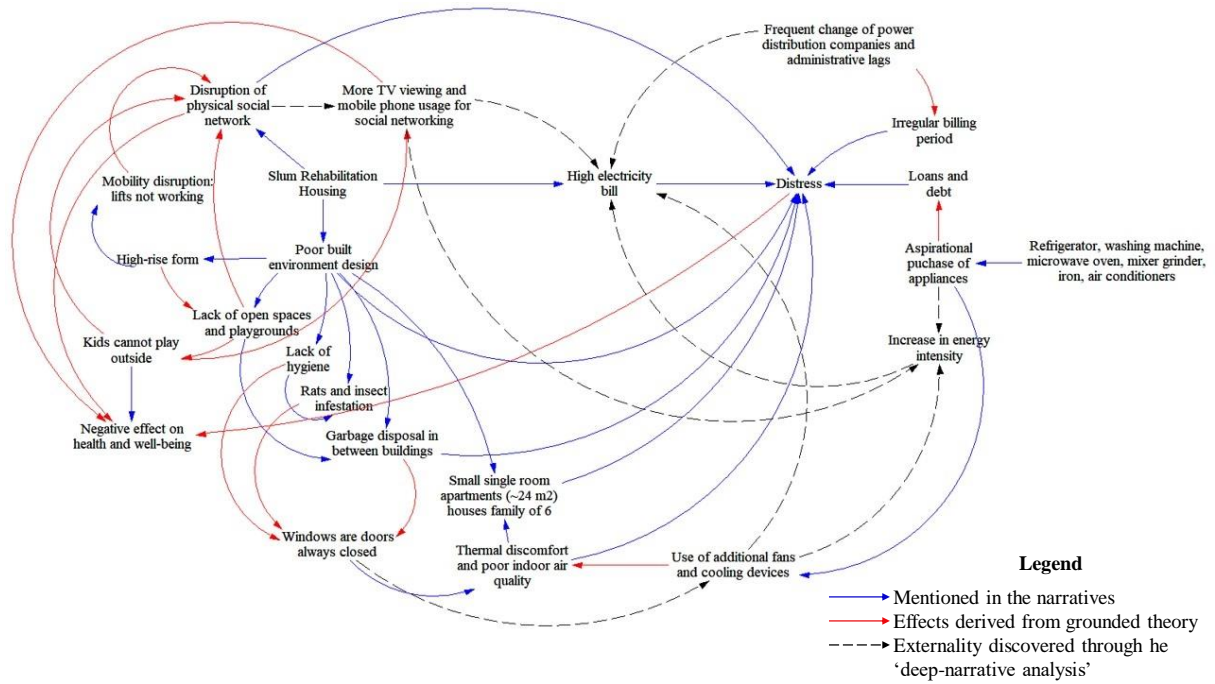 Frequent change of power
distribution companies and
administrative lags
Disruption of
physical social
network
More TV viewing and
mobile phone usage for
social networking
Irregular billing
period
Mobility disruption:
lifts not working
Slum Rehabilitation
Housing
High electricity
bill
Distress
Loans and
debt
High-rise form
Poor built
environment design
Aspirational
puchase of
appliances
Refrigerator, washing machine,
microwave oven, mixer grinder,
iron, air conditioners
Lack of open spaces
and playgrounds
Kids cannot play
outside
Lack of
hygiene
Increase in energy
intensity
Rats and insect
infestation
Negative effect on
health and well-being
Garbage disposal in
between buildings
Small single room
apartments (~24 m2)
houses family of 6
Windows are doors
always closed
Thermal discomfort
and poor indoor air
quality
Use of additional fans
and cooling devices
Legend
Mentioned in the narratives
Effects derived from grounded theory
Externality discovered through he
‘deep-narrative analysis’